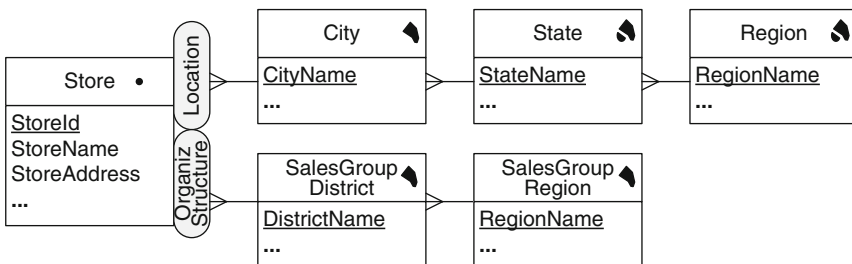 Store
StoreId
StoreName
StoreAddress
...
Location
Organiz
Structure
City
CityName
...
State
StateName
...
Region
RegionName
...
SalesGroup
District
DistrictName
...
SalesGroup
Region
RegionName
...